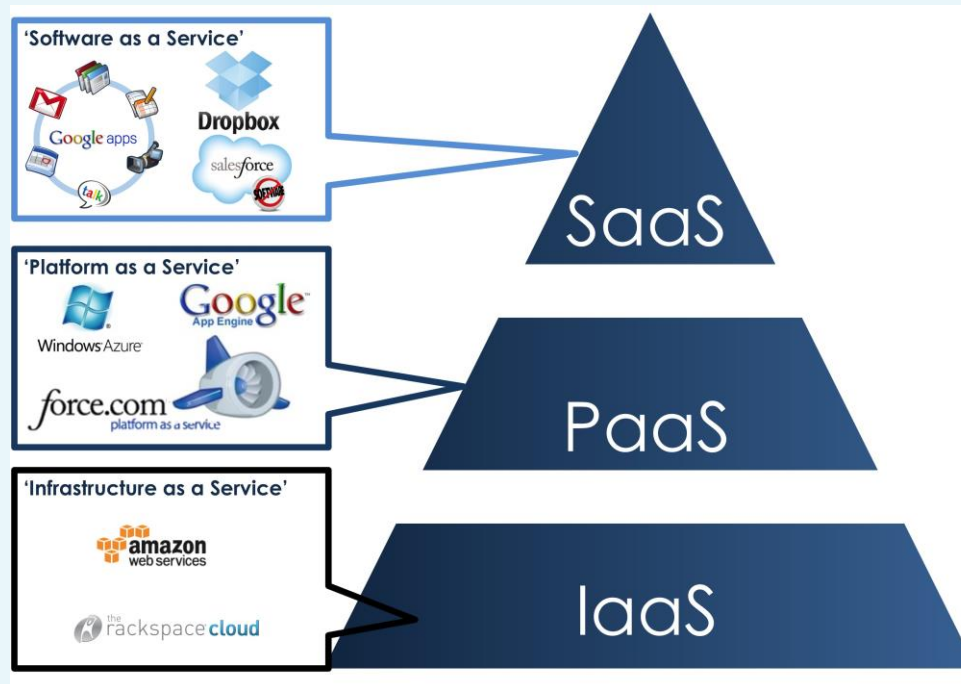 ‘Software as a Service’
Google apps
talk
Dropbox
salesforce
SOFTWARE
SaaS
‘Platform as a Service’
Windows Azure
Google™
App Engine
force.com
platform as a service
PaaS
‘Infrastructure as a Service’
amazon
web services
the
rackspace cloud
IaaS